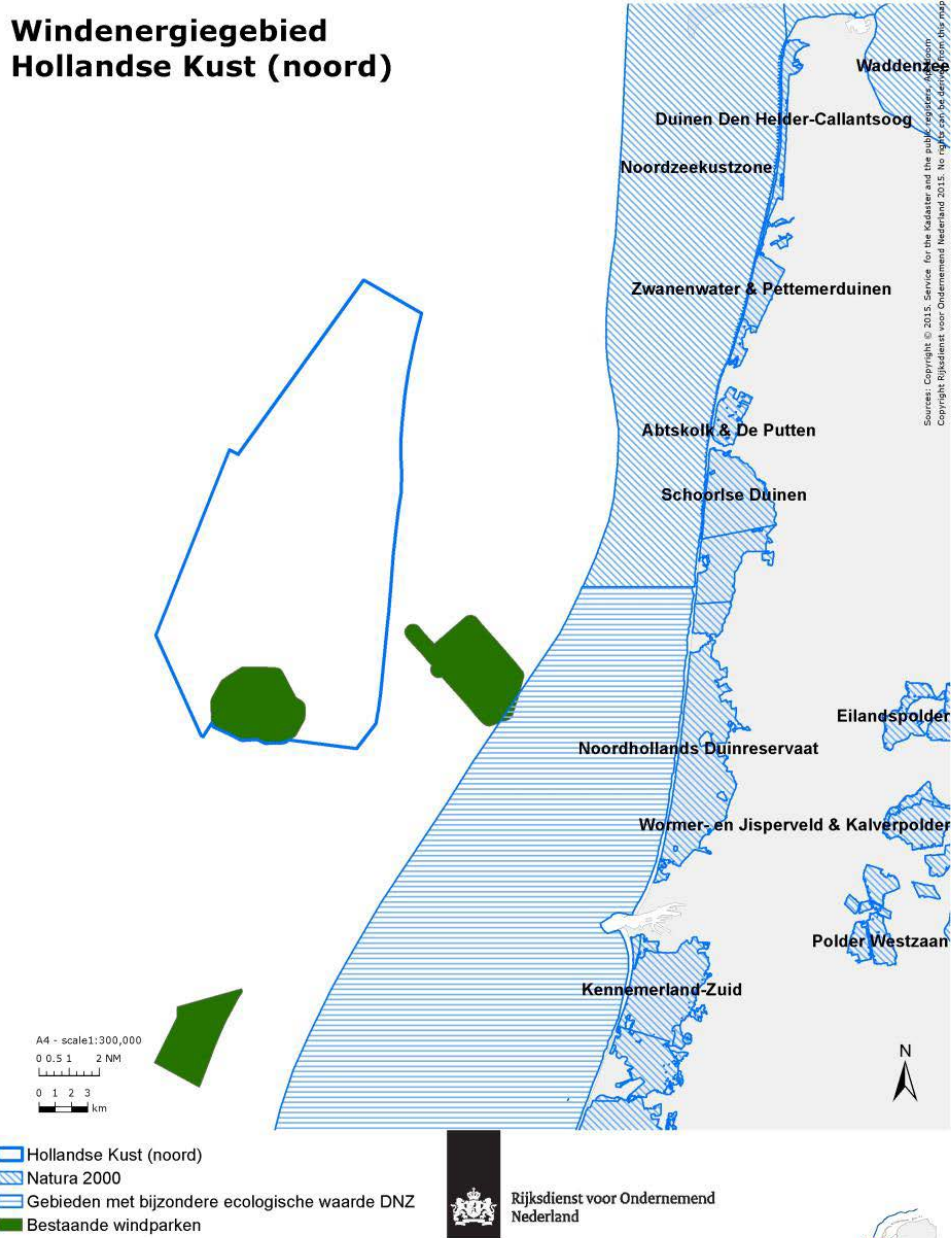 Windenergiegebied
Hollandse Kust (noord)
Waddenzee
Duinen Den Helder-Callantsoog
Noordzeekustzone
Zwanenwater & Pettemerduinen
Abtskolk & De Putten
Schoorlse Duinen
Eilandspolder
Noordhollands Duinreservaat
Wormer- en Jisperveld & Kalverpolder
Polder Westzaan
Kennemerland-Zuid
Sources: Copyright © 2015. Service for the Kadaster and the public registers, Apeldoorn
Copyright Rijksdienst voor Ondernemend Nederland 2015. No rights can be derived from this map
A4 - scale1:300,000
0 0.5 1 2 NM
0 1 2 3 km
N
Hollandse Kust (noord)
Natura 2000
Gebieden met bijzondere ecologische waarde DNZ
Bestaande windparken
Rijksdienst voor Ondernemend
Nederland